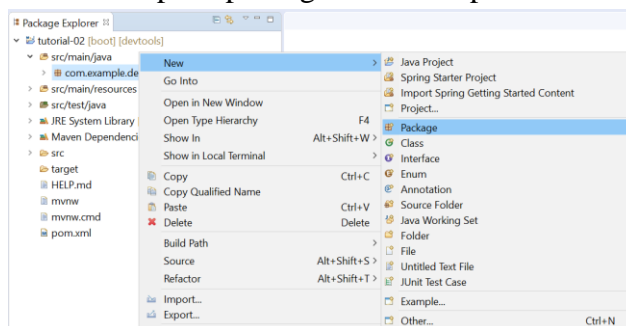 Package Explorer
tutorial-02 [boot] [devtools]
src/main/java
com.example.de
src/main/resources
src/test/java
JRE System Library
Maven Dependenci
src
target
HELP.md
mvnw
mvnw.cmd
pom.xml
New
Go Into
Open in New Window
Open Type Hierarchy F4
Show In Alt+Shift+W >
Show in Local Terminal >
Copy Ctrl+C
Copy Qualified Name
Paste Ctrl+V
Delete Delete
Build Path >
Source Alt+Shift+S >
Refactor Alt+Shift+T >
Import...
Export...
Java Project
Spring Starter Project
Import Spring Getting Started Content
Project...
Package
Class
Interface
Enum
Annotation
Source Folder
Java Working Set
Folder
File
Untitled Text File
JUnit Test Case
Example...
Other... Ctrl+N